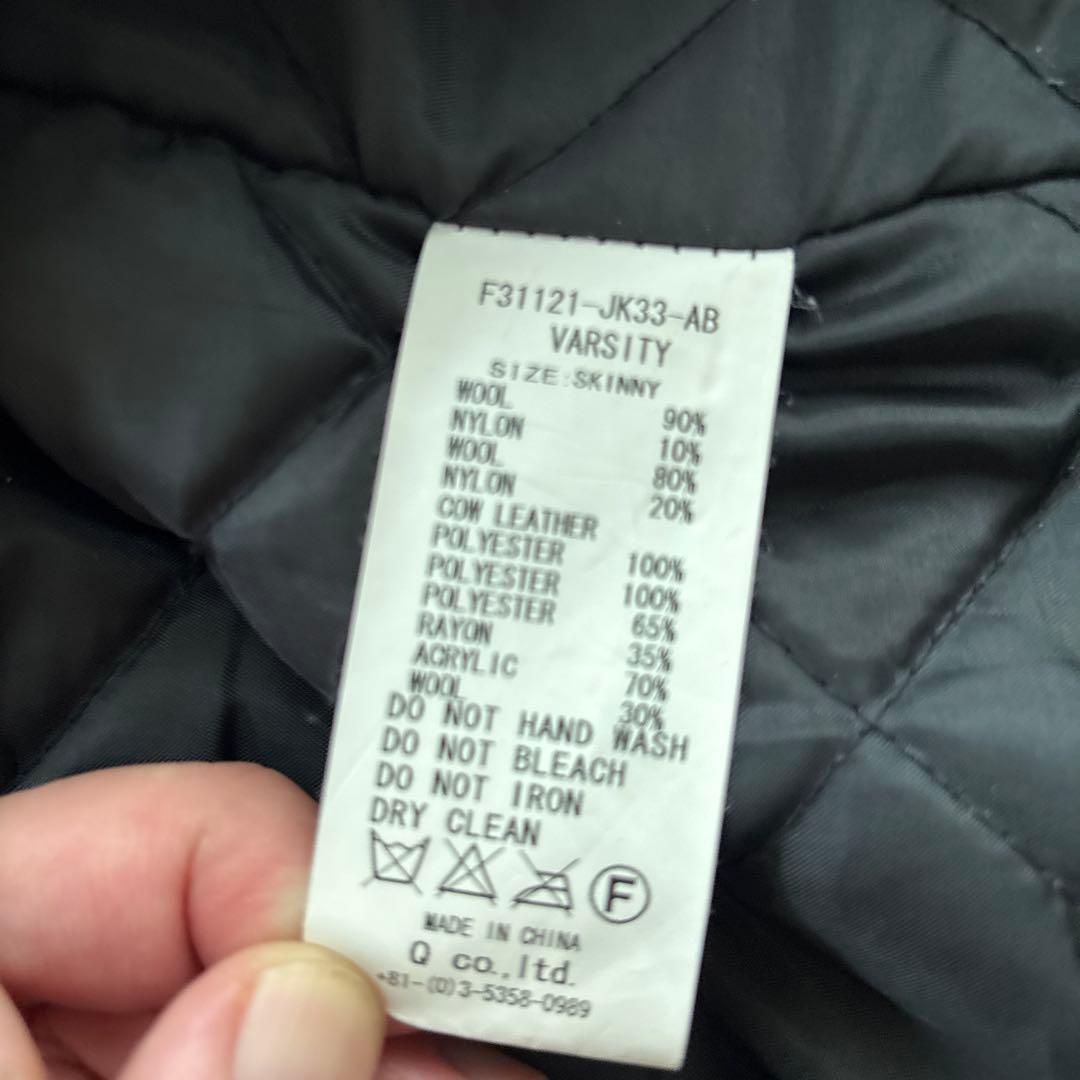 F31121-JK33-AB
VARSITY
SIZE:SKINNY
WOOL 90%
NYLON 10%
WOOL 80%
NYLON 20%
COW LEATHER
POLYESTER 100%
POLYESTER 100%
POLYESTER 65%
RAYON 35%
ACRYLIC 70%
WOOL 30%
DO NOT HAND WASH
DO NOT BLEACH
DO NOT IRON
DRY CLEAN
F
MADE IN CHINA
Q co.,ltd.
+81-(0)3-5358-0989